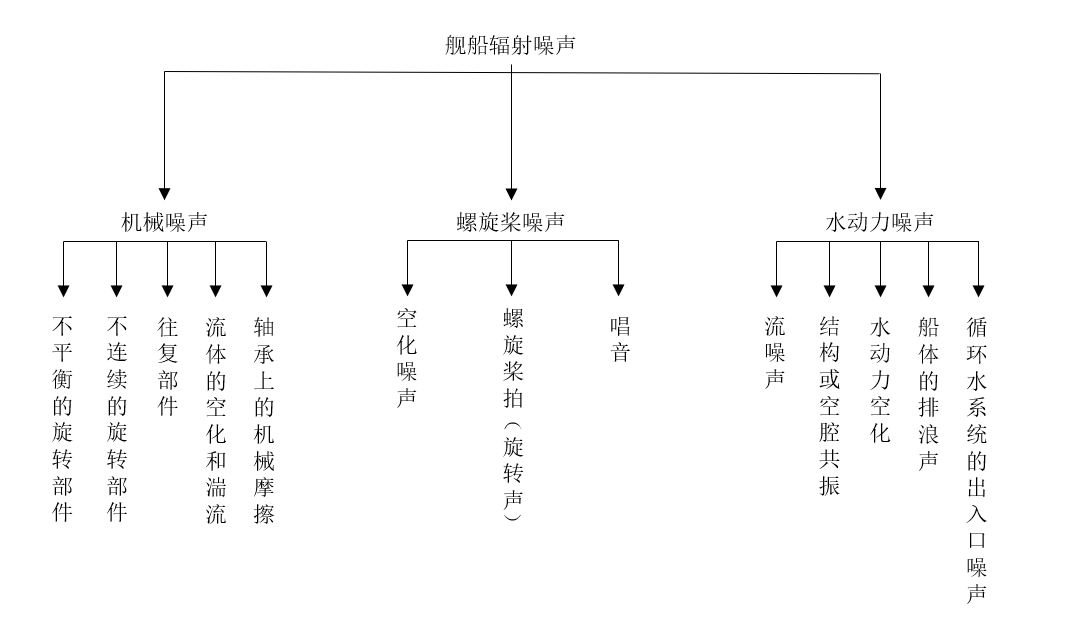 舰船辐射噪声
机械噪声
螺旋桨噪声
水动力噪声
不平衡的旋转部件
不连续的旋转部件
往复部件
流体的空化和湍流
轴承上的机械摩擦
空化噪声
螺旋桨拍（旋转声）
唱音
流噪声
结构或空腔共振
水动力空化
船体的排浪声
循环水系统的出入口噪声